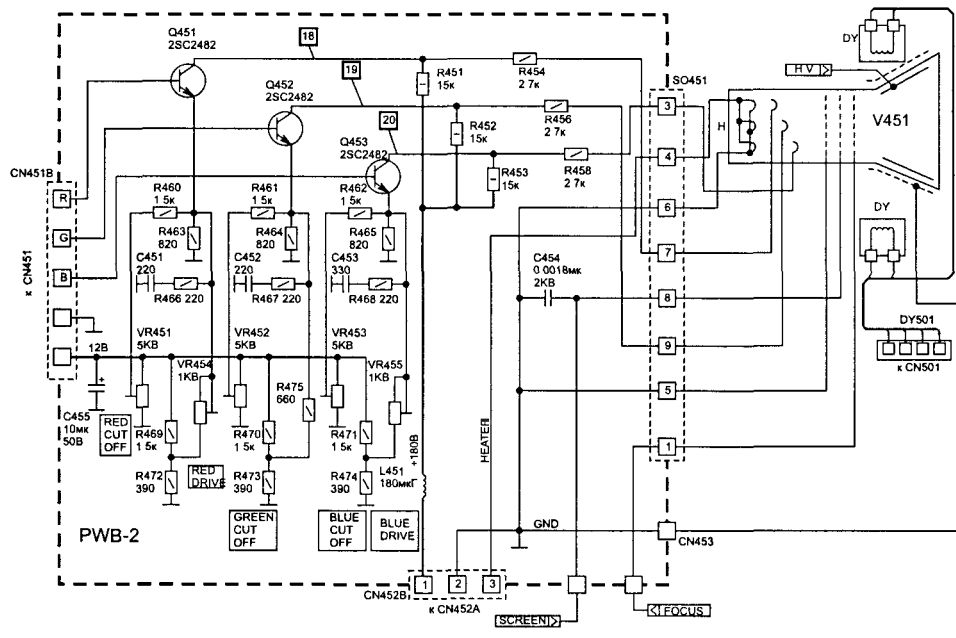 Q451
2SC2482
18
R451
15к
R454
2 7к
DY
HV
V451
SO451
Q452
2SC2482
19
R452
15к
R456
2 7к
3
H
Q453
2SC2482
20
R453
15к
R458
2 7к
4
CN451B
R
R460
1 5к
R461
1 5к
R462
1 5к
6
к CN451
G
R463
820
R464
820
R465
820
7
DY
B
C451
220
R466 220
C452
220
R467 220
C453
330
R468 220
C454
0 0018мк
2КВ
8
12В
VR451
5КВ
VR454
1КВ
VR452
5КВ
R475
660
VR453
5КВ
VR455
1КВ
9
DY501
к CN501
5
C455
10мк
50В
+
RED
CUT
OFF
R469
1 5к
R470
1 5к
R471
1 5к
+180В
HEATER
1
R472
390
RED
DRIVE
R473
390
R474
390
L451
180мкГ
PWB-2
GREEN
CUT
OFF
BLUE
CUT
OFF
BLUE
DRIVE
GND
CN453
CN452B
1
2
3
к CN452A
SCREEN
FOCUS